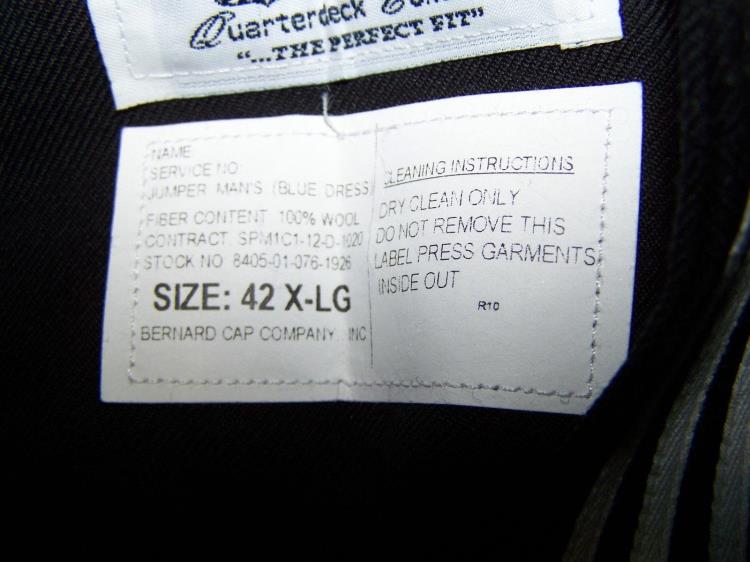 Quarterdeck
"...THE PERFECT FIT"
NAME
SERVICE NO
JUMPER MAN'S (BLUE DRESS)
FIBER CONTENT 100% WOOL
CONTRACT. SPM1C1-12-D-1020
STOCK NO 8405-01-076-1926
SIZE: 42 X-LG
BERNARD CAP COMPANY INC
CLEANING INSTRUCTIONS
DRY CLEAN ONLY
DO NOT REMOVE THIS
LABEL PRESS GARMENTS
INSIDE OUT
R10